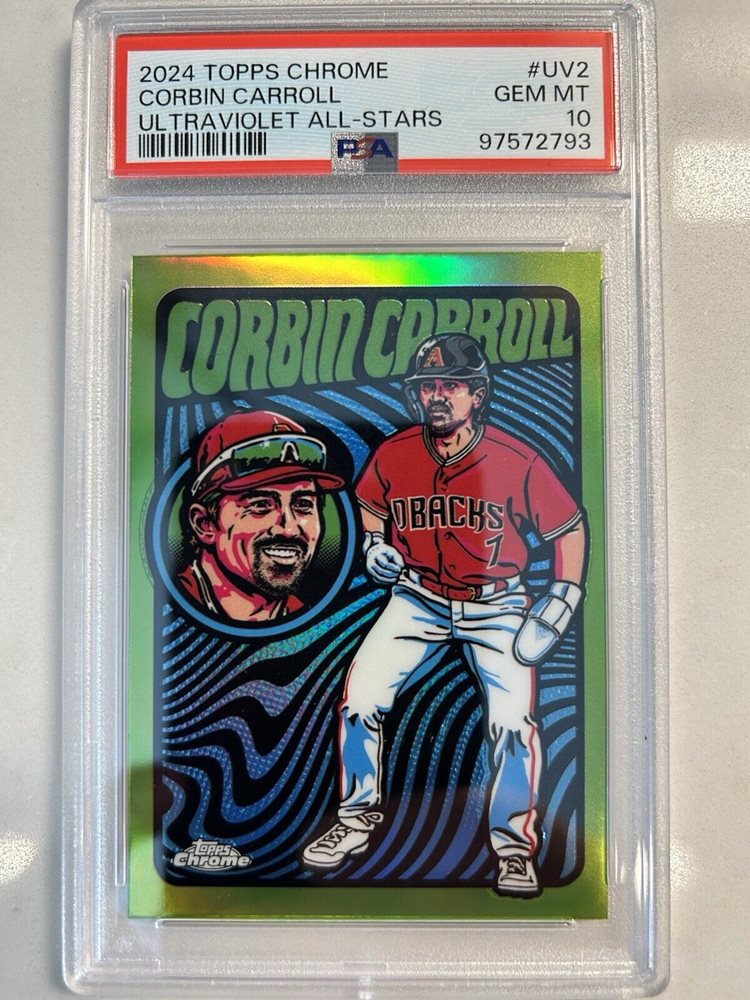 2024 TOPPS CHROME #UV2
CORBIN CARROLL GEM MT
ULTRAVIOLET ALL-STARS 10
PSA 97572793
CORBIN CARROLL
A
A
DBACKS
7
Topps
Chrome